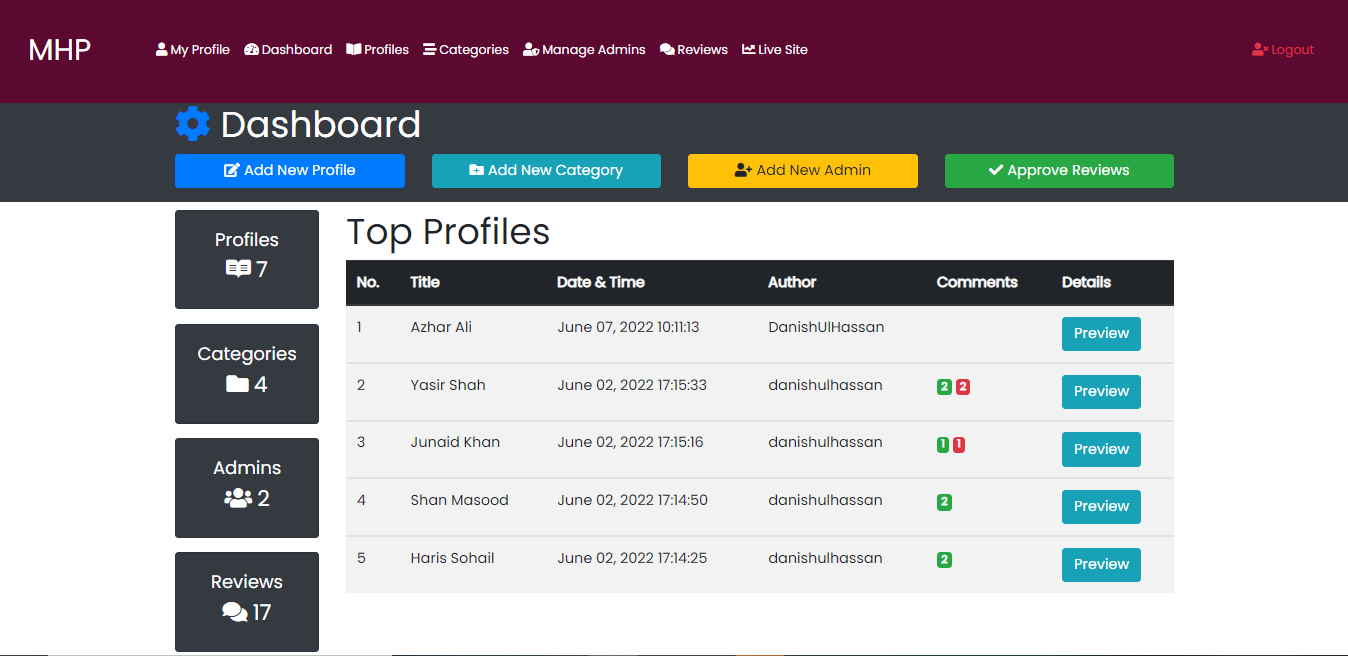 MHP My Profile Dashboard Profiles Categories Manage Admins Reviews Live Site Logout
Dashboard
Add New Profile Add New Category Add New Admin Approve Reviews
Profiles
7
Categories
4
Admins
2
Reviews
17
Top Profiles
No. Title Date & Time Author Comments Details
1 Azhar Ali June 07, 2022 10:11:13 DanishUlHassan Preview
2 Yasir Shah June 02, 2022 17:15:33 danishulhassan 2 2 Preview
3 Junaid Khan June 02, 2022 17:15:16 danishulhassan 1 1 Preview
4 Shan Masood June 02, 2022 17:14:50 danishulhassan 2 Preview
5 Haris Sohail June 02, 2022 17:14:25 danishulhassan 2 Preview